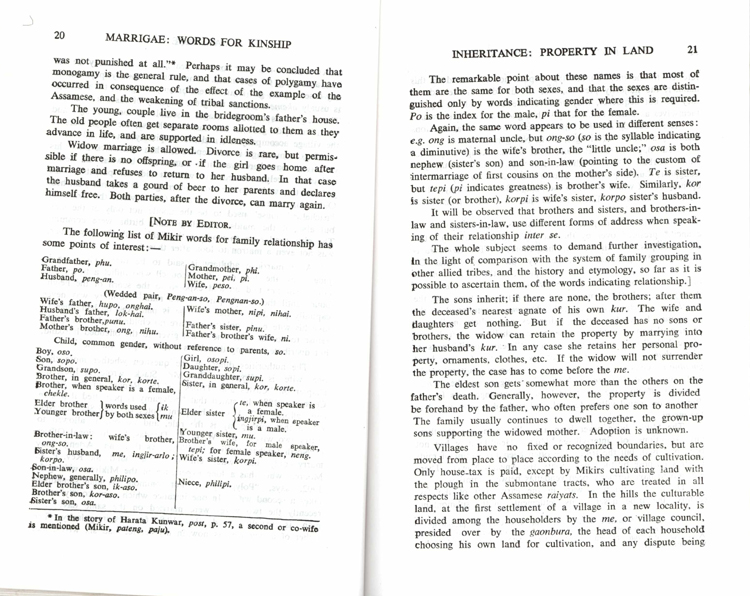 20 MARRIGAE: WORDS FOR KINSHIP
was not punished at all."* Perhaps it may be concluded that
monogamy is the general rule, and that cases of polygamy have
occurred in consequence of the effect of the example of the
Assamese, and the weakening of tribal sanctions.
The young, couple live in the bridegroom's father's house.
The old people often get separate rooms allotted to them as they
advance in life, and are supported in idleness.
Widow marriage is allowed. Divorce is rare, but permis-
sible if there is no offspring, or if the girl goes home after
marriage and refuses to return to her husband. In that case
the husband takes a gourd of beer to her parents and declares
himself free. Both parties, after the divorce, can marry again.
[NOTE BY EDITOR.
The following list of Mikir words for family relationship has
some points of interest:—
Grandfather, phu.
Father, po.
Husband, peng-an.
Grandmother, phi.
Mother, pei, pi.
Wife, peso.
(Wedded pair, Peng-an-so, Pengnan-so.)
Wife's father, hupo, onghai.
Husband's father, lok-hai.
Father's brother, punu.
Mother's brother, ong, nihu.
Wife's mother, nipi, nihai.
Father's sister, pinu.
Father's brother's wife, ni.
Child, common gender, without reference to parents, so.
Boy, oso.
Son, sopo.
Grandson, supo.
Brother, in general, kor, korte.
Brother, when speaker is a female,
chekle.
Elder brother } words used { ik
Younger brother } by both sexes { mu
Brother-in-law: wife's brother,
ong-so.
Sister's husband, me, ingjir-arlo;
korpo.
Son-in-law, osa.
Nephew, generally, philipo.
Elder brother's son, ik-aso.
Brother's son, kor-aso.
Sister's son, osa.
Girl, osopi.
Daughter, sopi.
Granddaughter, supi.
Sister, in general, kor, korte.
Elder sister { te, when speaker is
a female.
ingjirpi, when speaker
is a male.
Younger sister, mu.
Brother's wife, for male speaker,
tepi; for female speaker, neng.
Wife's sister, korpi.
Niece, philipi.
* In the story of Harata Kunwar, post, p. 57, a second or co-wife
is mentioned (Mikir, pateng, paju).
INHERITANCE: PROPERTY IN LAND 21
The remarkable point about these names is that most of
them are the same for both sexes, and that the sexes are distin-
guished only by words indicating gender where this is required.
Po is the index for the male, pi that for the female.
Again, the same word appears to be used in different senses:
e.g. ong is maternal uncle, but ong-so (so is the syllable indicating
a diminutive) is the wife's brother, the "little uncle;" osa is both
nephew (sister's son) and son-in-law (pointing to the custom of
intermarriage of first cousins on the mother's side). Te is sister,
but tepi (pi indicates greatness) is brother's wife. Similarly, kor
is sister (or brother), korpi is wife's sister, korpo sister's husband.
It will be observed that brothers and sisters, and brothers-in-
law and sisters-in-law, use different forms of address when speak-
ing of their relationship inter se.
The whole subject seems to demand further investigation,
in the light of comparison with the system of family grouping in
other allied tribes, and the history and etymology, so far as it is
possible to ascertain them, of the words indicating relationship.]
The sons inherit; if there are none, the brothers; after them
the deceased's nearest agnate of his own kur. The wife and
daughters get nothing. But if the deceased has no sons or
brothers, the widow can retain the property by marrying into
her husband's kur. In any case she retains her personal pro-
perty, ornaments, clothes, etc. If the widow will not surrender
the property, the case has to come before the me.
The eldest son gets somewhat more than the others on the
father's death. Generally, however, the property is divided
be forehand by the father, who often prefers one son to another
The family usually continues to dwell together, the grown-up
sons supporting the widowed mother. Adoption is unknown.
Villages have no fixed or recognized boundaries, but are
moved from place to place according to the needs of cultivation.
Only house-tax is paid, except by Mikirs cultivating land with
the plough in the submontane tracts, who are treated in all
respects like other Assamese raiyats. In the hills the culturable
land, at the first settlement of a village in a new locality, is
divided among the householders by the me, or village council,
presided over by the gaonbura, the head of each household
choosing his own land for cultivation, and any dispute being